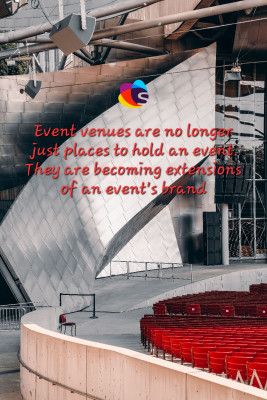 S
Event venues are no longer
just places to hold an event.
They are becoming extensions
of an event's brand